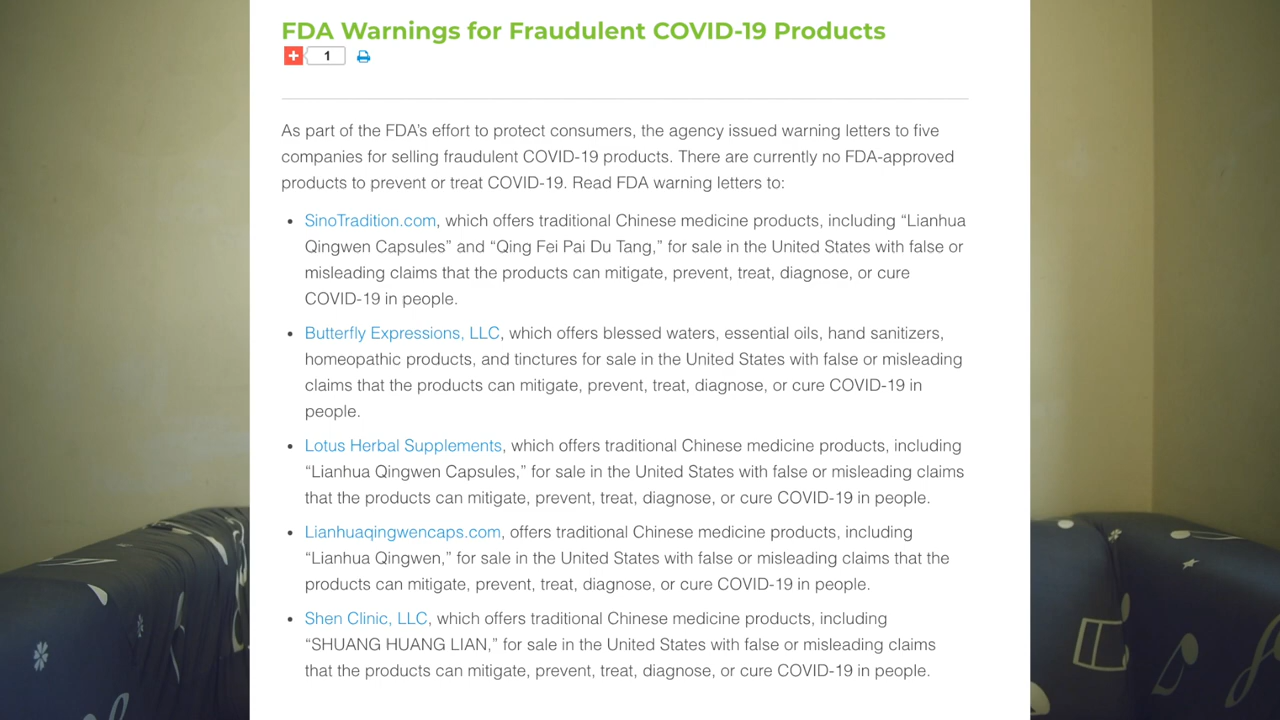 FDA Warnings for Fraudulent COVID-19 Products
1
As part of the FDA’s effort to protect consumers, the agency issued warning letters to five
companies for selling fraudulent COVID-19 products. There are currently no FDA-approved
products to prevent or treat COVID-19. Read FDA warning letters to:
• SinoTradition.com, which offers traditional Chinese medicine products, including “Lianhua
Qingwen Capsules” and “Qing Fei Pai Du Tang,” for sale in the United States with false or
misleading claims that the products can mitigate, prevent, treat, diagnose, or cure
COVID-19 in people.
• Butterfly Expressions, LLC, which offers blessed waters, essential oils, hand sanitizers,
homeopathic products, and tinctures for sale in the United States with false or misleading
claims that the products can mitigate, prevent, treat, diagnose, or cure COVID-19 in
people.
• Lotus Herbal Supplements, which offers traditional Chinese medicine products, including
“Lianhua Qingwen Capsules,” for sale in the United States with false or misleading claims
that the products can mitigate, prevent, treat, diagnose, or cure COVID-19 in people.
• Lianhuaqingwencaps.com, offers traditional Chinese medicine products, including
“Lianhua Qingwen,” for sale in the United States with false or misleading claims that the
products can mitigate, prevent, treat, diagnose, or cure COVID-19 in people.
• Shen Clinic, LLC, which offers traditional Chinese medicine products, including
“SHUANG HUANG LIAN,” for sale in the United States with false or misleading claims
that the products can mitigate, prevent, treat, diagnose, or cure COVID-19 in people.